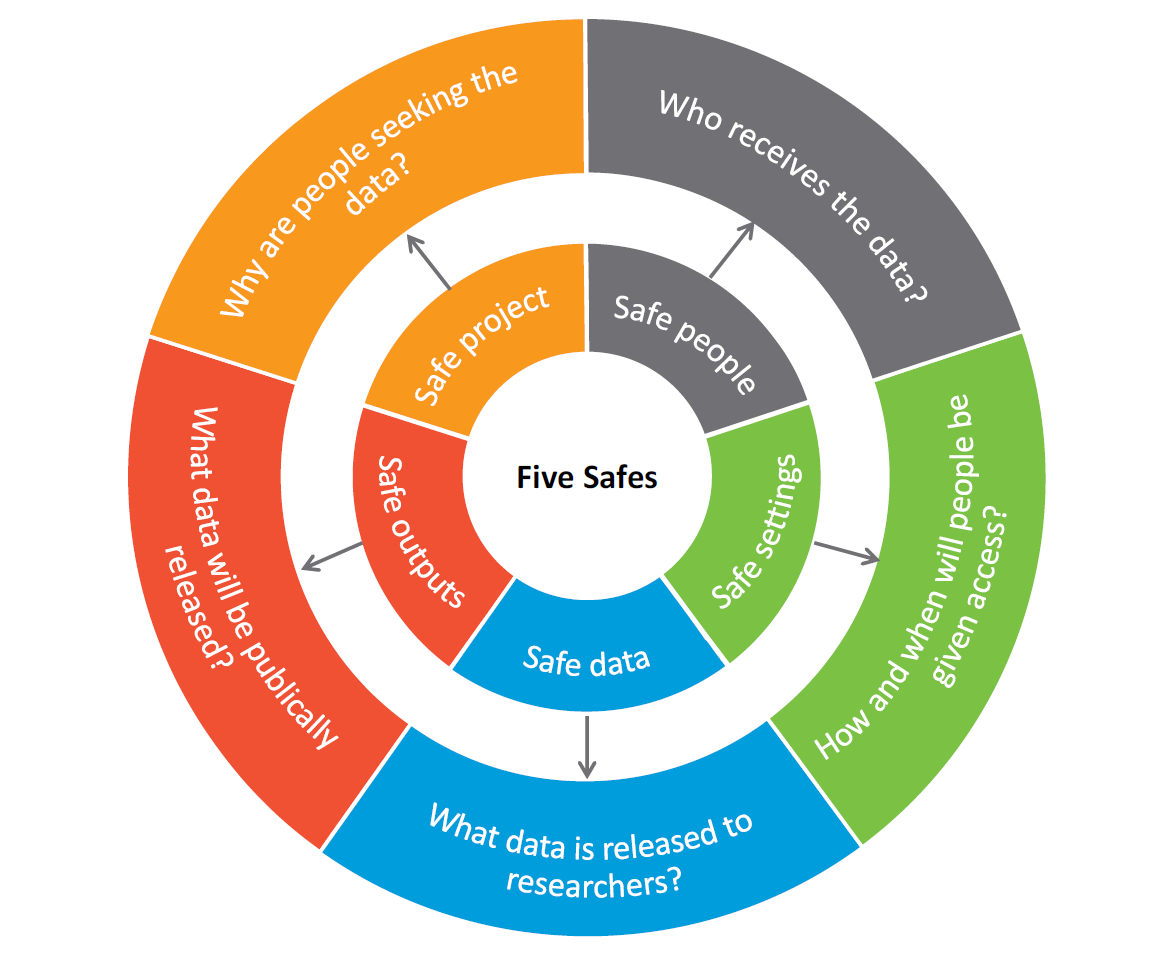 Five Safes
Safe people
Who receives the data?
Safe settings
How and when will people be
given access?
Safe data
What data is released to
researchers?
Safe outputs
What data will be publically
released?
Safe project
Why are people seeking the
data?